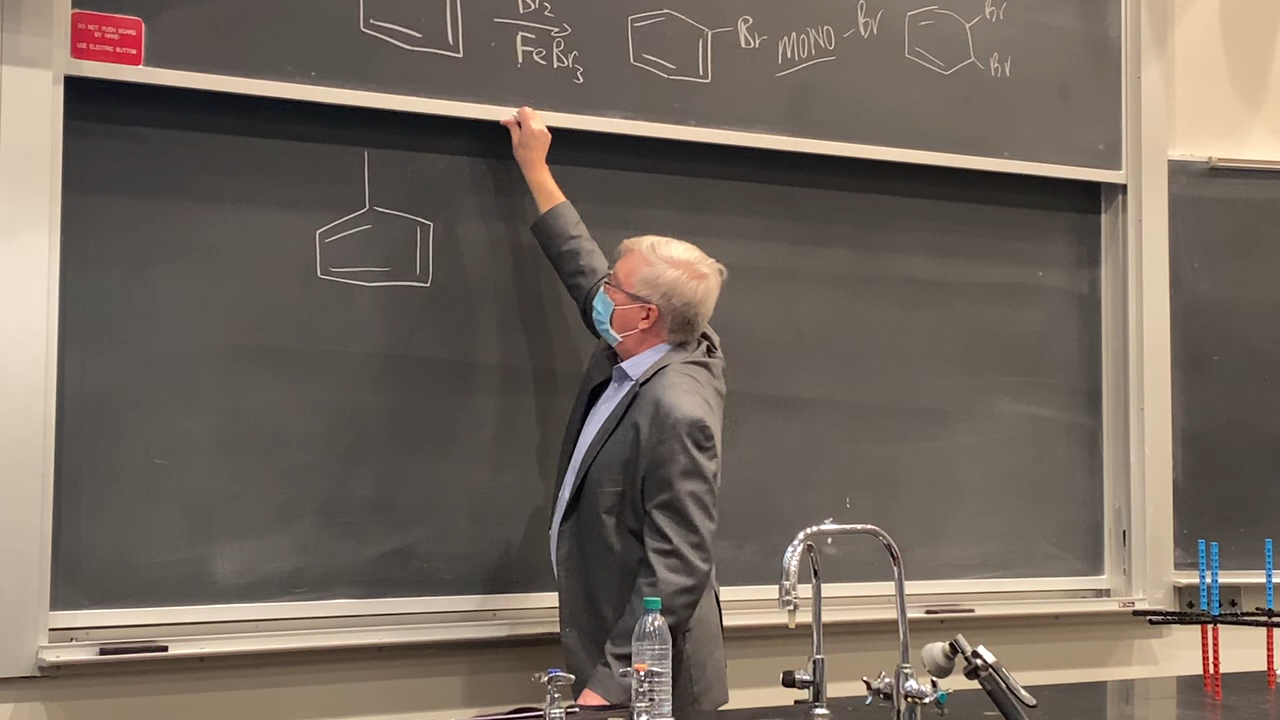 DO NOT PUSH BOARD
BY HAND
USE ELECTRIC BUTTON
Br2
FeBr3
Br
MONO-Br
Br
Br